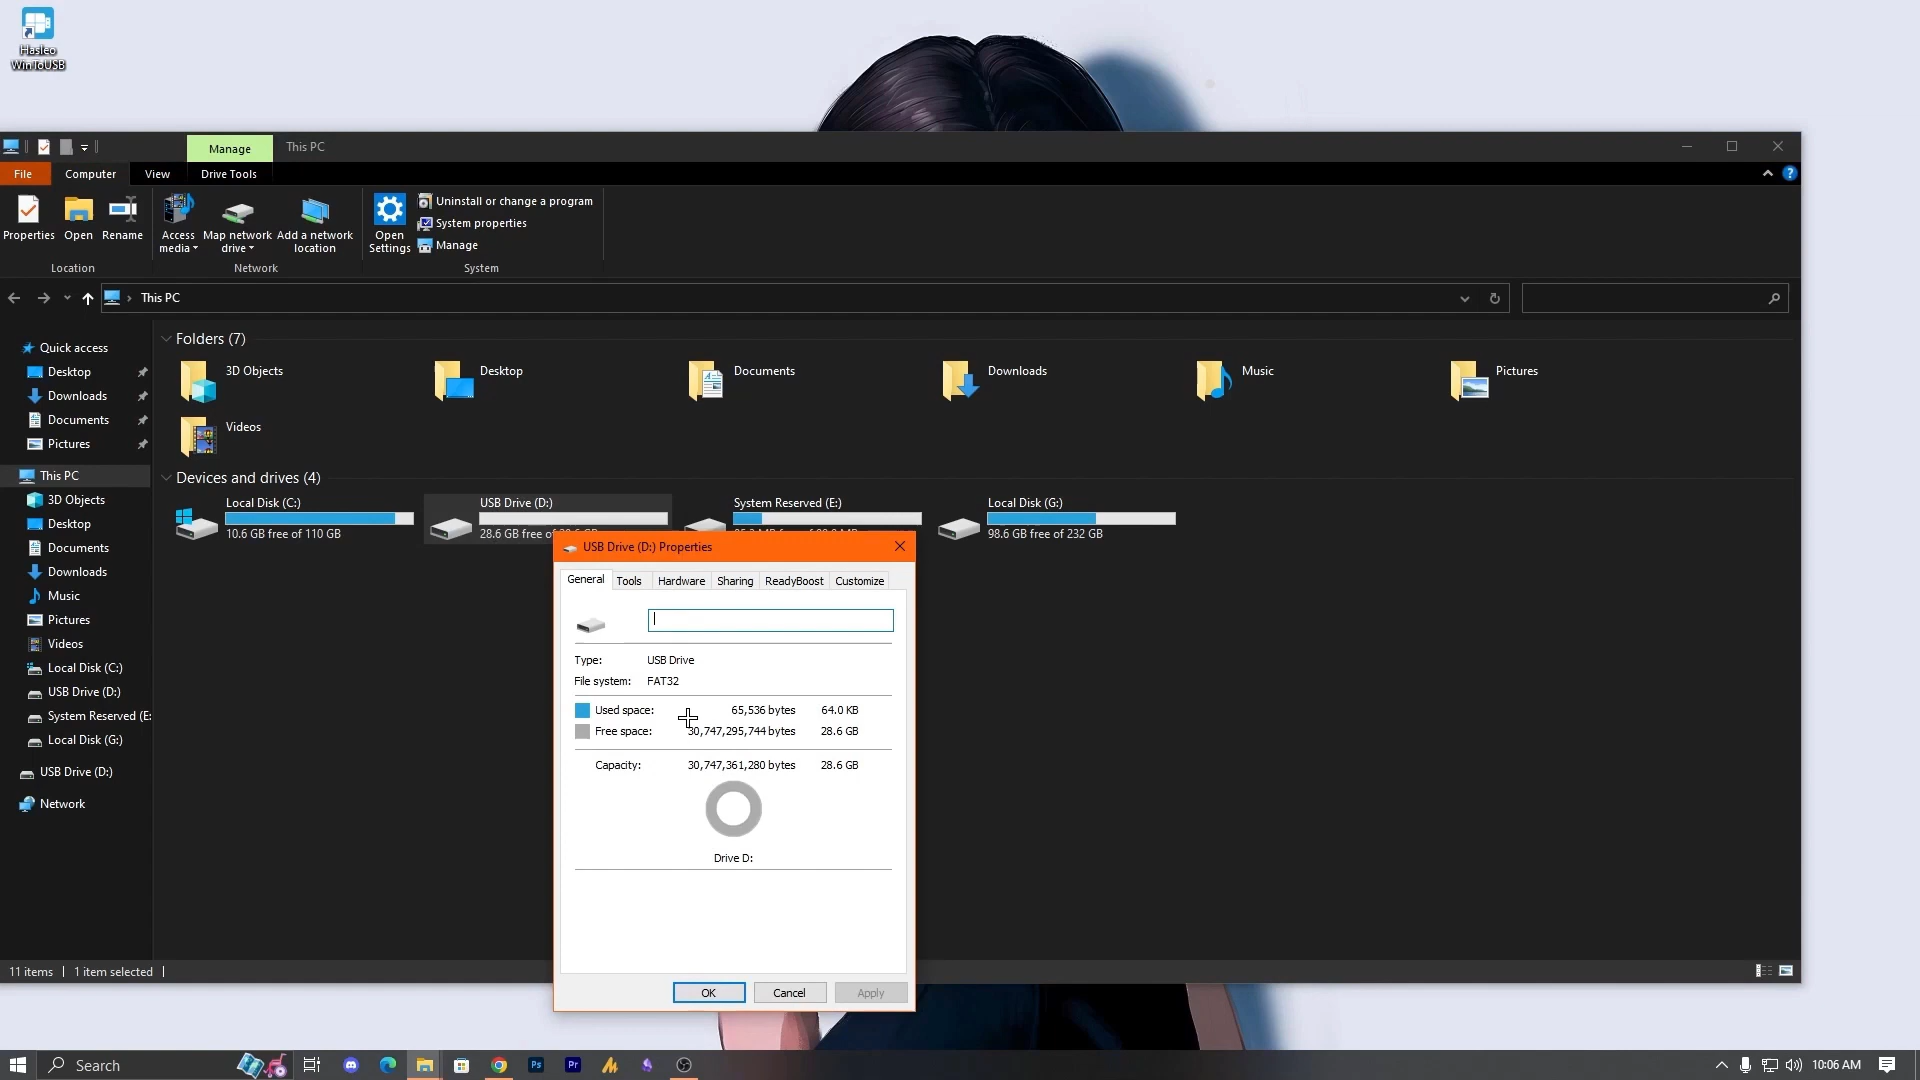 Hasleo
WinToUSB
Manage
This PC
File
Computer
View
Drive Tools
Properties
Open
Rename
Access
media
Map network
drive
Add a network
location
Open
Settings
Uninstall or change a program
System properties
Manage
Location
Network
System
This PC
Quick access
Desktop
Downloads
Documents
Pictures
This PC
3D Objects
Desktop
Documents
Downloads
Music
Pictures
Videos
Local Disk (C:)
USB Drive (D:)
System Reserved (E:
Local Disk (G:)
USB Drive (D:)
Network
Folders (7)
3D Objects
Desktop
Documents
Downloads
Music
Pictures
Videos
Devices and drives (4)
Local Disk (C:)
10.6 GB free of 110 GB
USB Drive (D:)
28.6 GB free of
System Reserved (E:)
Local Disk (G:)
98.6 GB free of 232 GB
USB Drive (D:) Properties
General
Tools
Hardware
Sharing
ReadyBoost
Customize
Type: USB Drive
File system: FAT32
Used space: 65,536 bytes 64.0 KB
Free space: 30,747,295,744 bytes 28.6 GB
Capacity: 30,747,361,280 bytes 28.6 GB
Drive D:
OK
Cancel
Apply
11 items
1 item selected
Search
Ps
Pr
10:06 AM